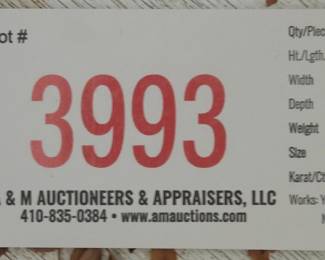 ot #
3993
& M AUCTIONEERS & APPRAISERS, LLC
410-835-0384 • www.amauctions.com
Qty/Piec
Ht./Lgth.
Width
Depth
Weight
Size
Karat/Ct
Works: Y